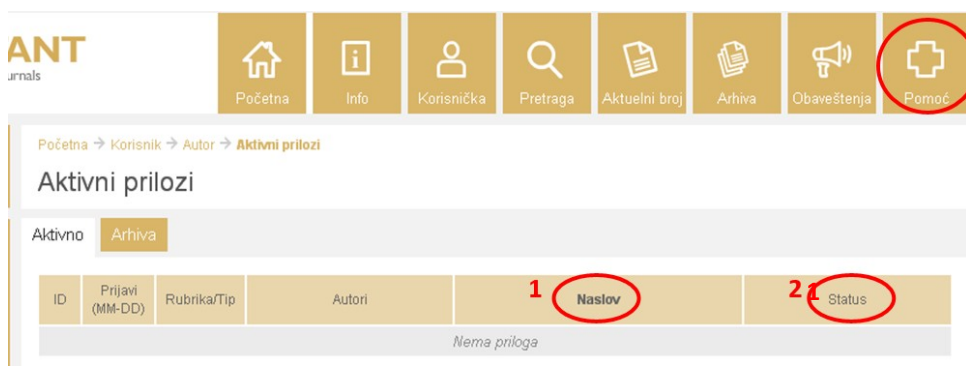 ANT
urnals
Početna Info Korisnička Pretraga Aktuelni broj Arhiva Obaveštenja Pomoć
Početna → Korisnik → Autor → Aktivni prilozi
Aktivni prilozi
Aktivno Arhiva
ID Prijavi (MM-DD) Rubrika/Tip Autori 1 Naslov 2 1 Status
Nema priloga